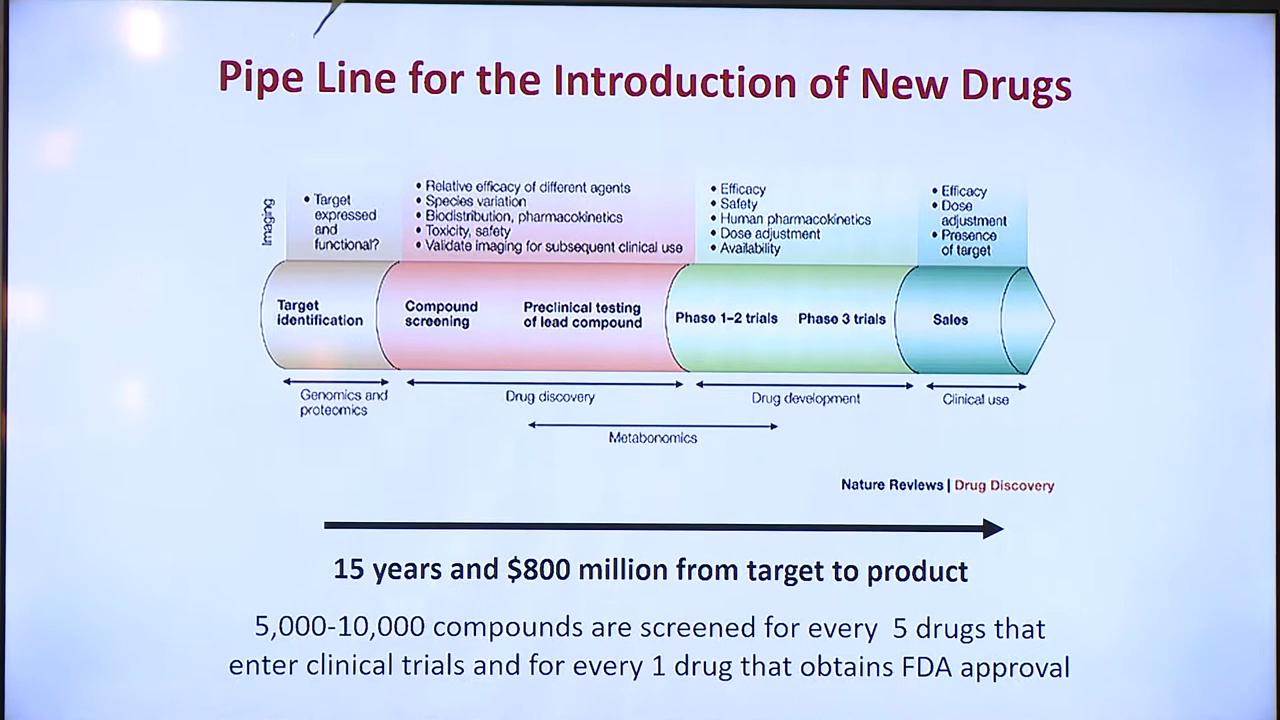 Pipe Line for the Introduction of New Drugs
Imaging
• Target
expressed
and
functional?
• Relative efficacy of different agents
• Species variation
• Biodistribution, pharmacokinetics
• Toxicity, safety
• Validate imaging for subsequent clinical use
• Efficacy
• Safety
• Human pharmacokinetics
• Dose adjustment
• Availability
• Efficacy
• Dose
adjustment
• Presence
of target
Target
identification
Compound
screening
Preclinical testing
of lead compound
Phase 1–2 trials
Phase 3 trials
Sales
Genomics and
proteomics
Drug discovery
Drug development
Clinical use
Metabonomics
Nature Reviews | Drug Discovery
15 years and $800 million from target to product
5,000-10,000 compounds are screened for every 5 drugs that
enter clinical trials and for every 1 drug that obtains FDA approval